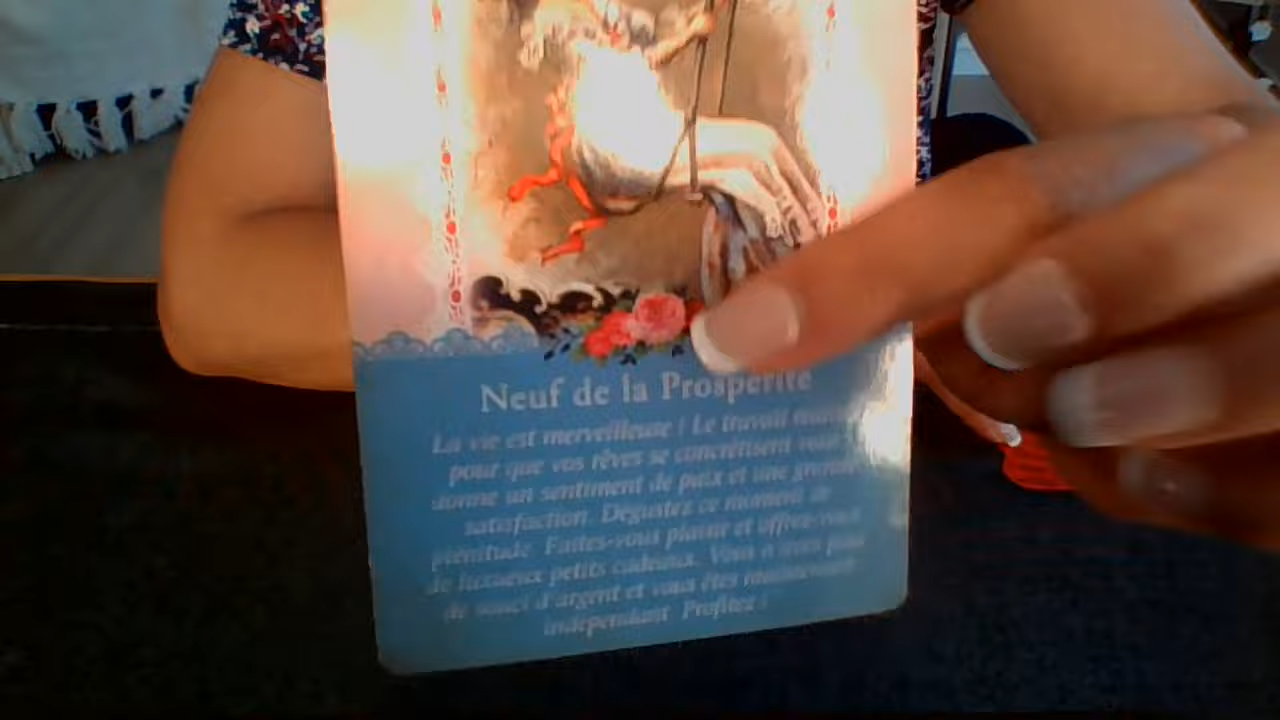 Neuf de la Prospérité
La vie est merveilleuse ! Le travail
pour que vos rêves se concrétisent vous
donne un sentiment de paix et une grande
satisfaction. Dégustez ce moment de
plénitude. Faites-vous plaisir et offrez-vous
de luxueux petits cadeaux. Vous n'avez plus
de souci d'argent et vous êtes maintenant
indépendant. Profitez !